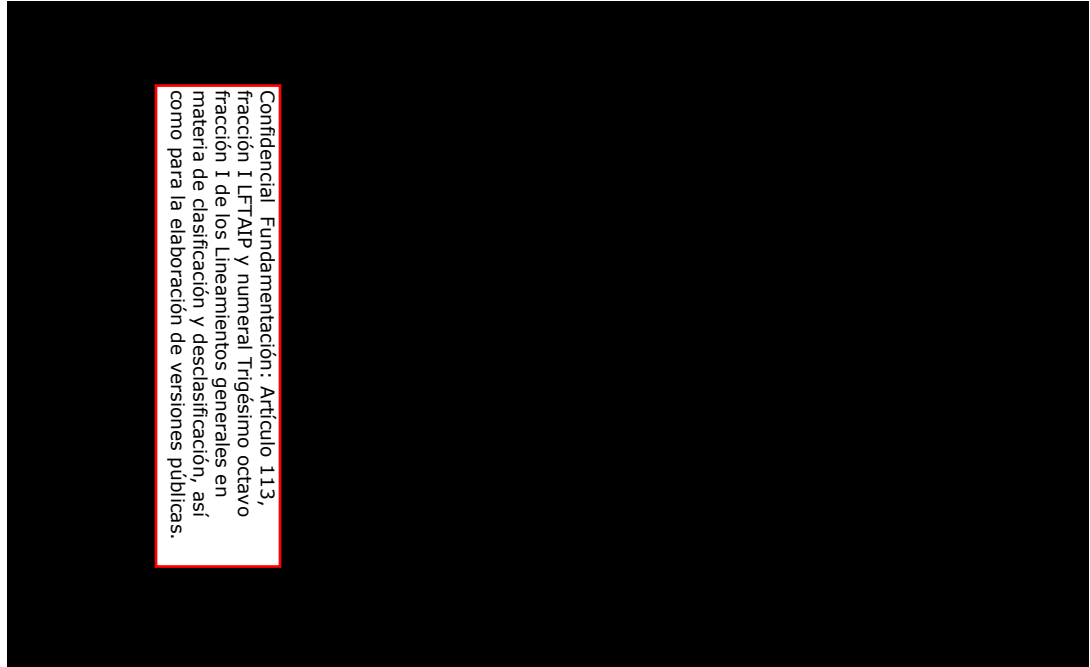 Confidencial Fundamentación: Artículo 113,
fracción I LFTAIP y numeral Trigésimo octavo
fracción I de los Lineamientos generales en
materia de clasificación y desclasificación, así
como para la elaboración de versiones públicas.